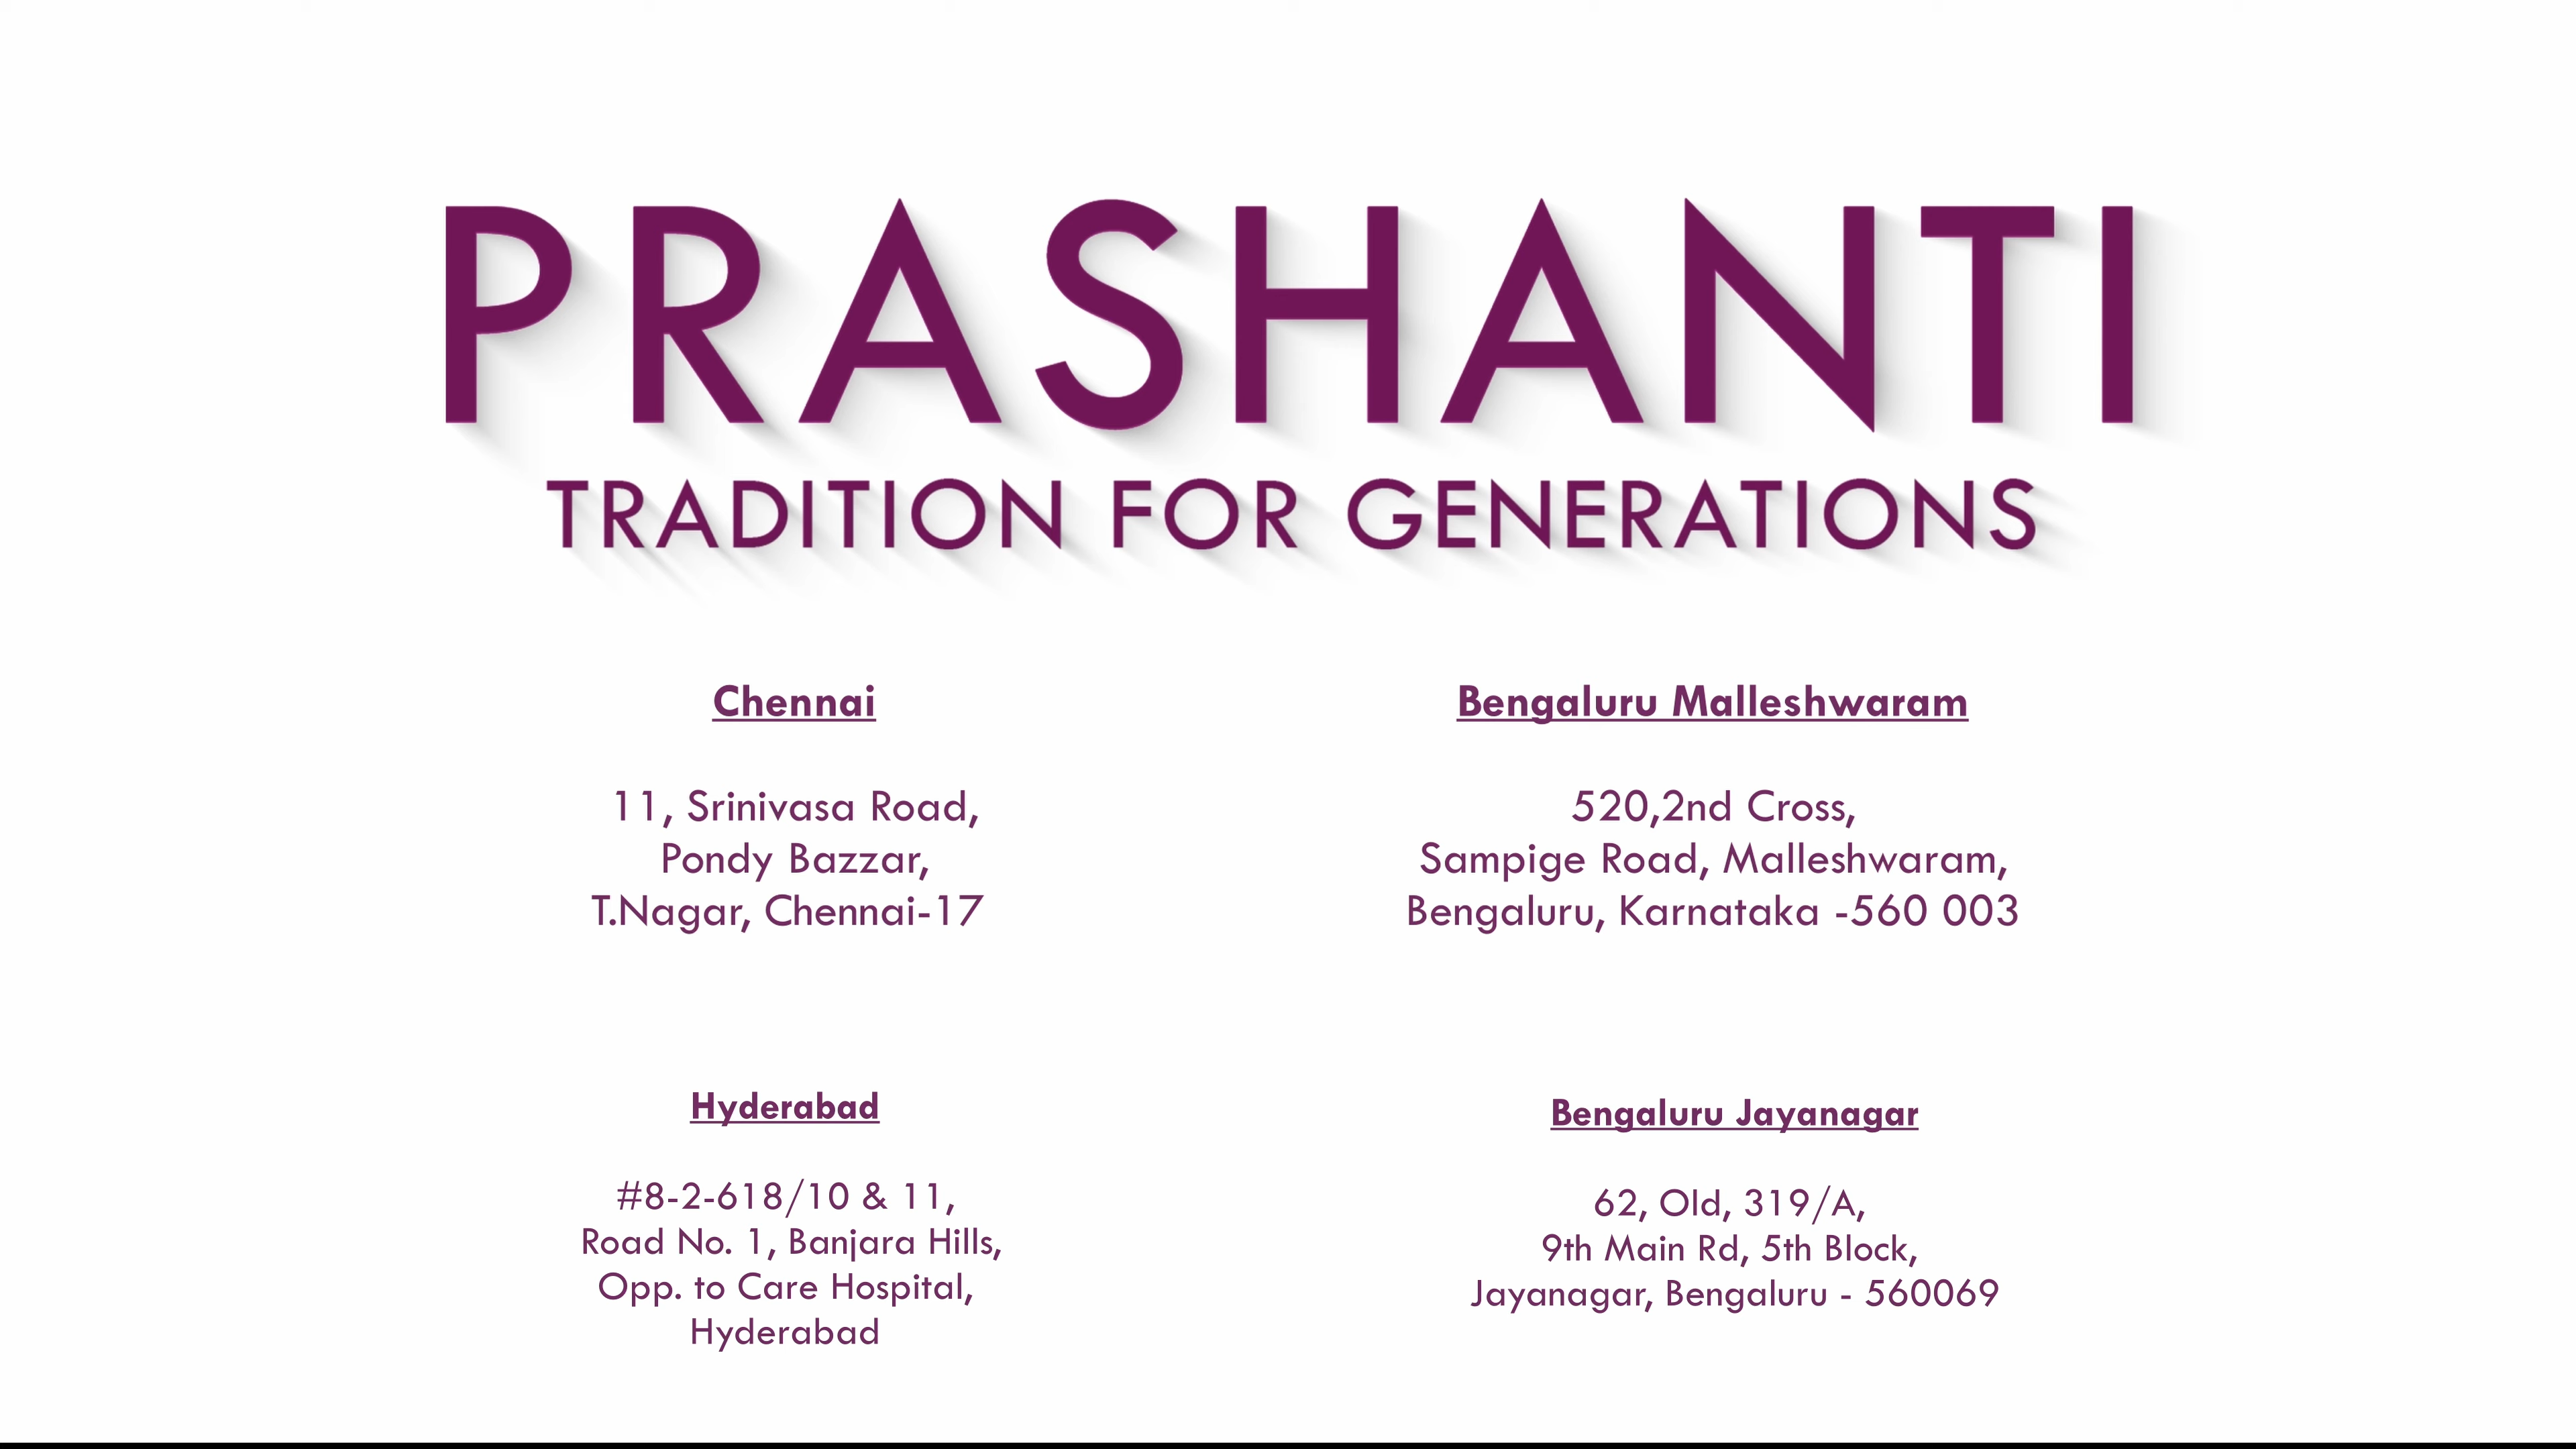 PRASHANTI
TRADITION FOR GENERATIONS
Chennai
11, Srinivasa Road,
Pondy Bazzar,
T.Nagar, Chennai-17
Bengaluru Malleshwaram
520,2nd Cross,
Sampige Road, Malleshwaram,
Bengaluru, Karnataka -560 003
Hyderabad
#8-2-618/10 & 11,
Road No. 1, Banjara Hills,
Opp. to Care Hospital,
Hyderabad
Bengaluru Jayanagar
62, Old, 319/A,
9th Main Rd, 5th Block,
Jayanagar, Bengaluru - 560069